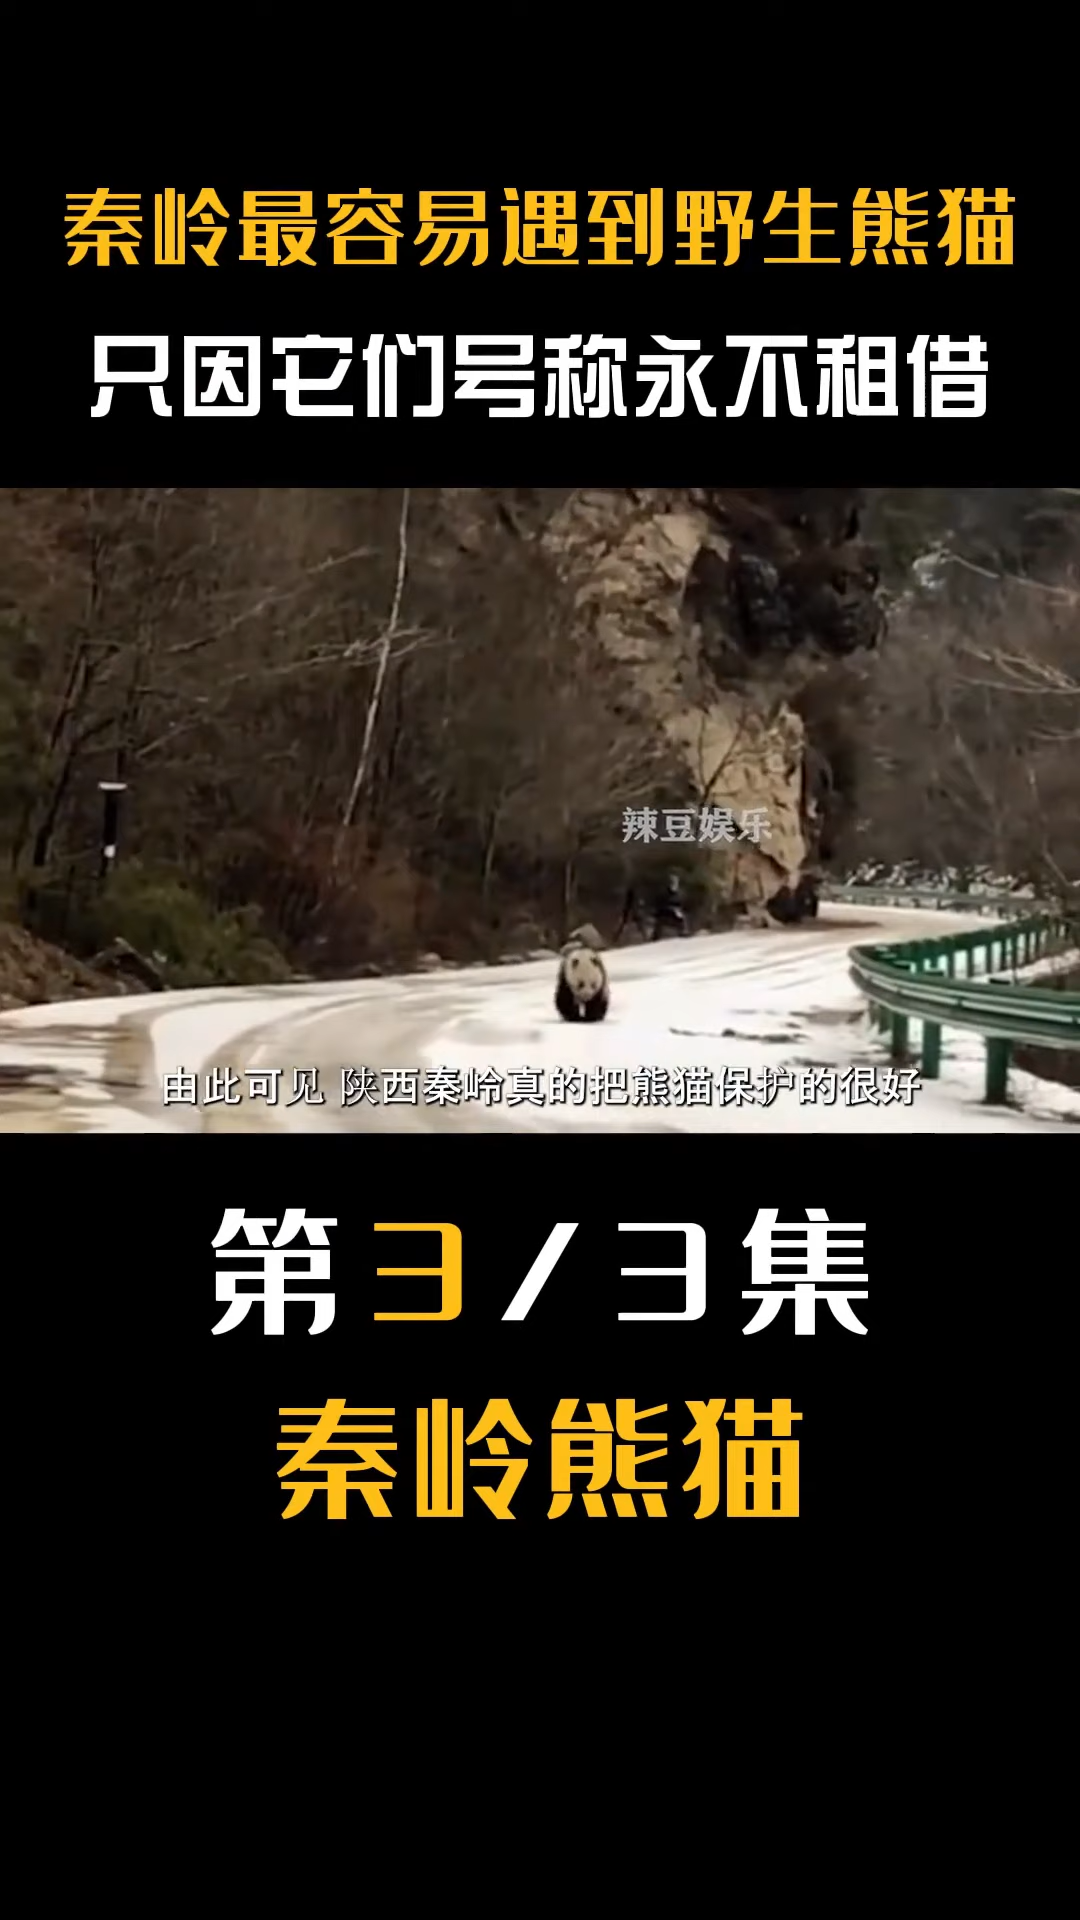 秦岭最容易遇到野生熊猫
只因它们号称永不租借
辣豆娱乐
由此可见 陕西秦岭真的把熊猫保护的很好
第3/3集
秦岭熊猫